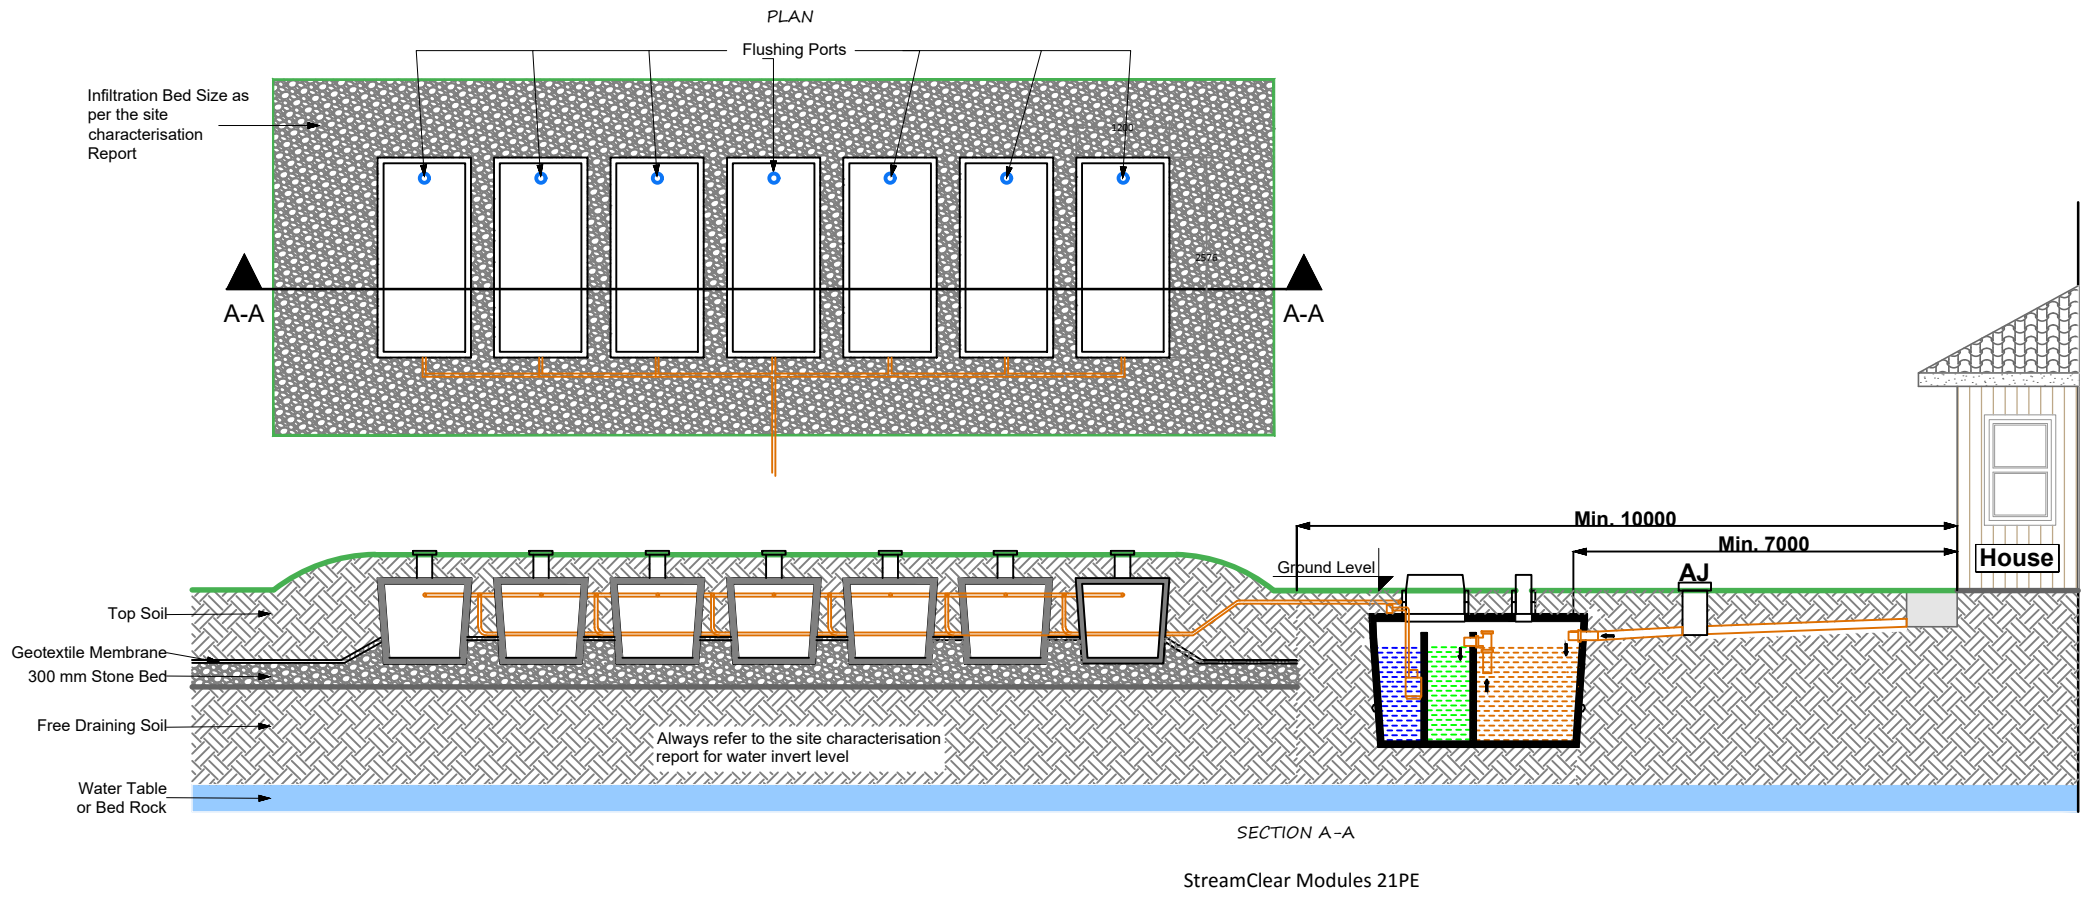 PLAN
Flushing Ports
Infiltration Bed Size as
per the site
characterisation
Report
1200
2576
A-A
A-A
Min. 10000
Min. 7000
House
AJ
Ground Level
Top Soil
Geotextile Membrane
300 mm Stone Bed
Free Draining Soil
Always refer to the site characterisation
report for water invert level
Water Table
or Bed Rock
SECTION A-A
StreamClear Modules 21PE